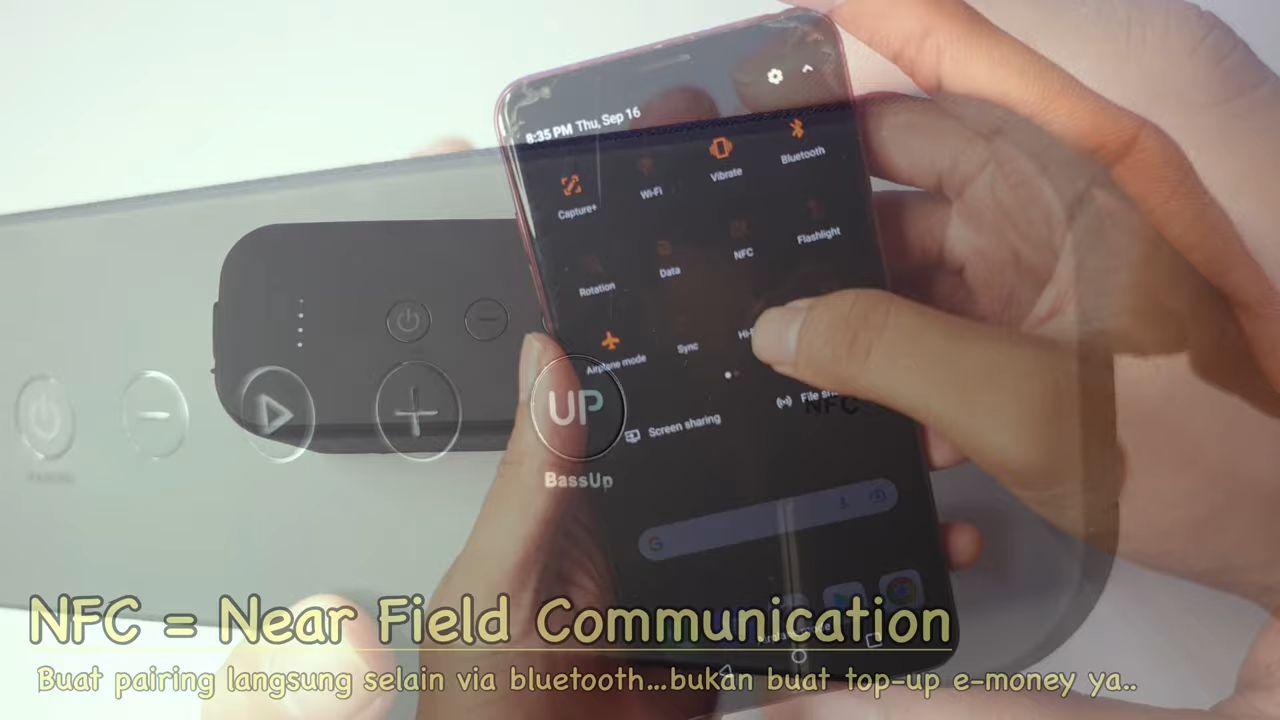 8:35 PM Thu, Sep 16
Capture+
Wi-Fi
Vibrate
Bluetooth
Rotation
Data
NFC
Flashlight
Airplane mode
Sync
Screen sharing
UP
BassUp
NFC
NFC = Near Field Communication
Buat pairing langsung selain via bluetooth...bukan buat top-up e-money ya..